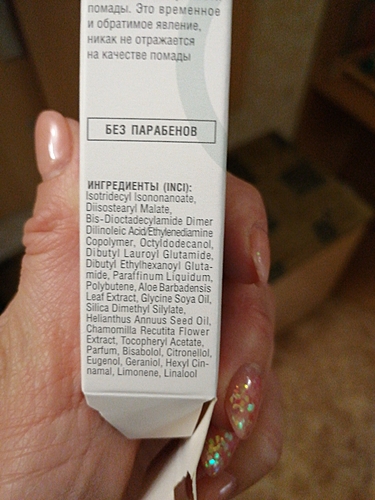 помады. Это временное
и обратимое явление,
никак не отражается
на качестве помады
БЕЗ ПАРАБЕНОВ
ИНГРЕДИЕНТЫ (INCI):
Isotridecyl Isononanoate,
Diisostearyl Malate,
Bis-Dioctadecylamide Dimer
Dilinoleic Acid/Ethylenediamine
Copolymer, Octyldodecanol,
Dibutyl Lauroyl Glutamide,
Dibutyl Ethylhexanoyl Gluta-
mide, Paraffinum Liquidum,
Polybutene, Aloe Barbadensis
Leaf Extract, Glycine Soya Oil,
Silica Dimethyl Silylate,
Helianthus Annuus Seed Oil,
Chamomilla Recutita Flower
Extract, Tocopheryl Acetate,
Parfum, Bisabolol, Citronellol,
Eugenol, Geraniol, Hexyl Cin-
namal, Limonene, Linalool